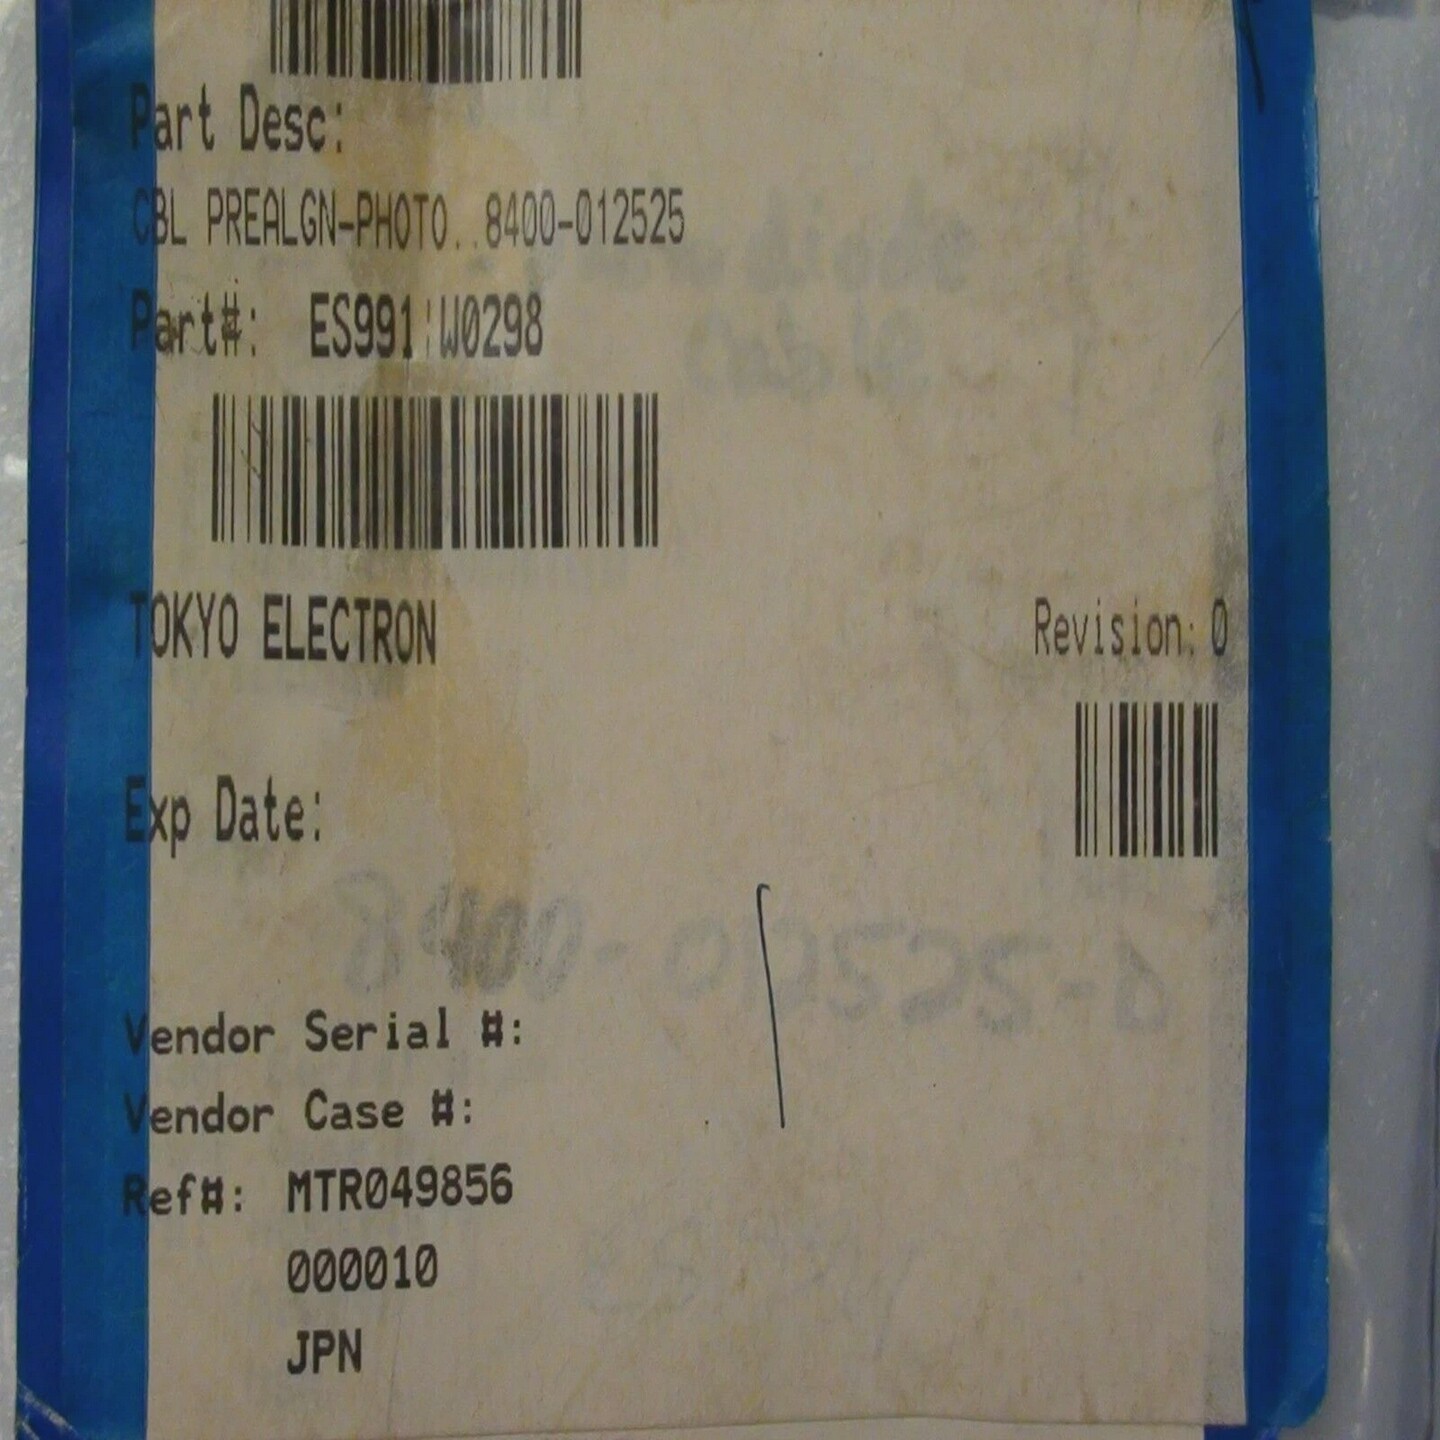 Part Desc:
CBL PREALGN-PHOTO..8400-012525
Part#: ES991:W0298
TOKYO ELECTRON
Revision: 0
Exp Date:
Vendor Serial #:
Vendor Case #:
Ref#: MTR049856
000010
JPN